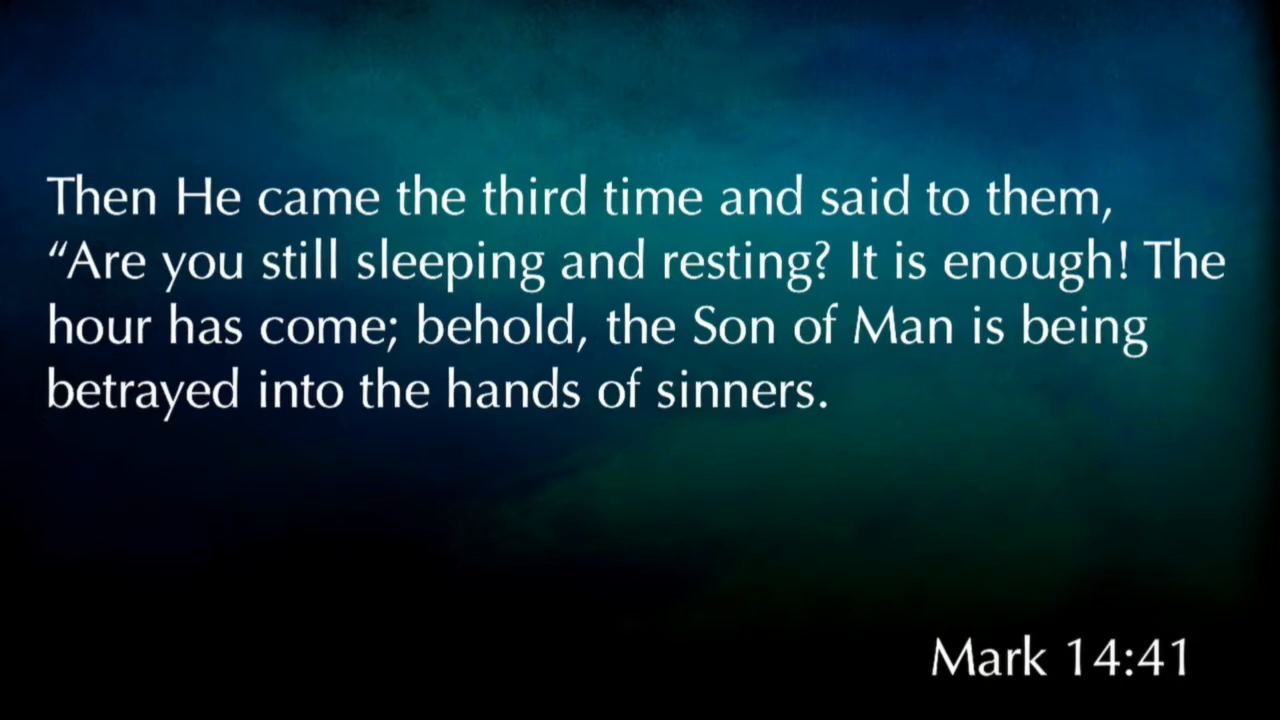 Then He came the third time and said to them,
“Are you still sleeping and resting? It is enough! The
hour has come; behold, the Son of Man is being
betrayed into the hands of sinners.
Mark 14:41